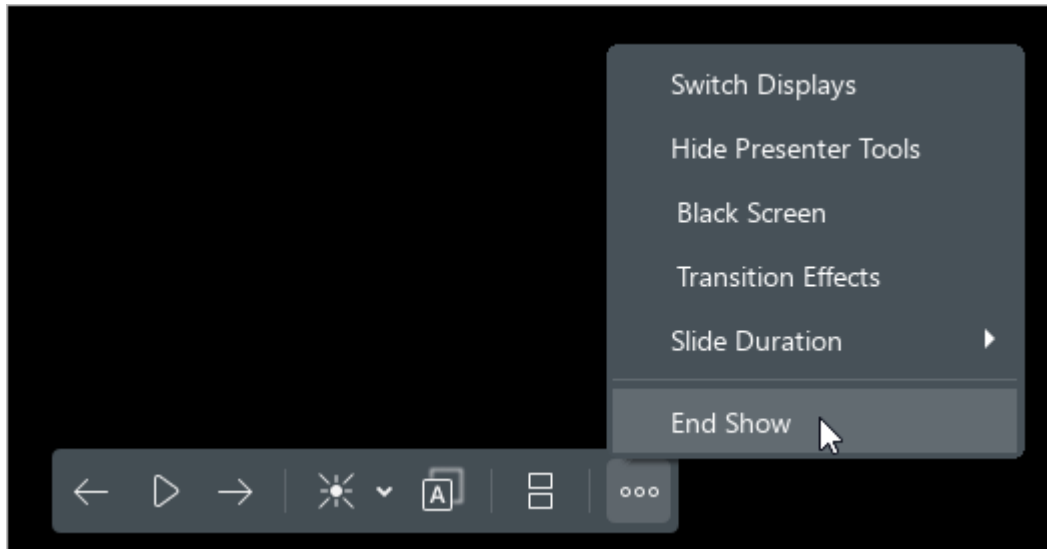 Switch Displays
Hide Presenter Tools
Black Screen
Transition Effects
Slide Duration
End Show
A